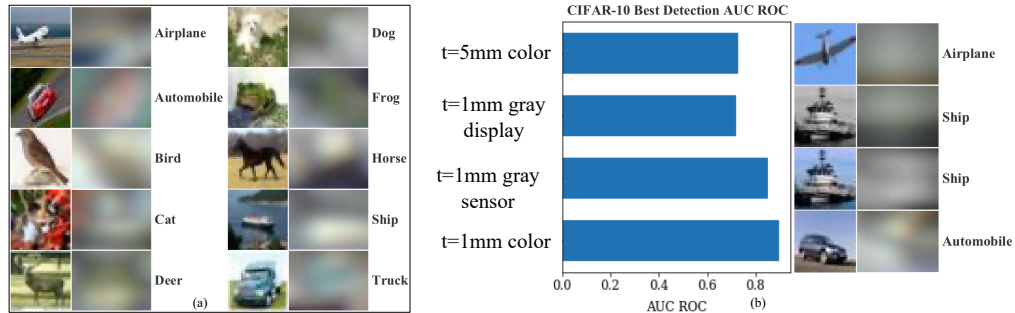 Airplane
Automobile
Bird
Cat
Deer
Dog
Frog
Horse
Ship
Truck
(a)
CIFAR-10 Best Detection AUC ROC
t=5mm color
t=1mm gray
display
t=1mm gray
sensor
t=1mm color
0.0 0.2 0.4 0.6 0.8
AUC ROC
(b)
Airplane
Ship
Ship
Automobile